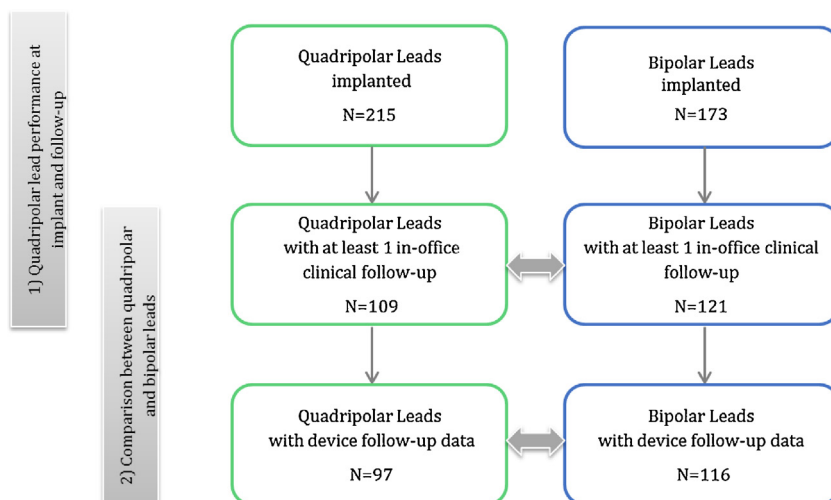 1) Quadripolar lead performance at
implant and follow-up
2) Comparison between quadripolar
and bipolar leads
Quadripolar Leads
implanted
N=215
Bipolar Leads
implanted
N=173
Quadripolar Leads
with at least 1 in-office
clinical follow-up
N=109
Bipolar Leads
with at least 1 in-office clinical
follow-up
N=121
Quadripolar Leads
with device follow-up data
N=97
Bipolar Leads
with device follow-up data
N=116